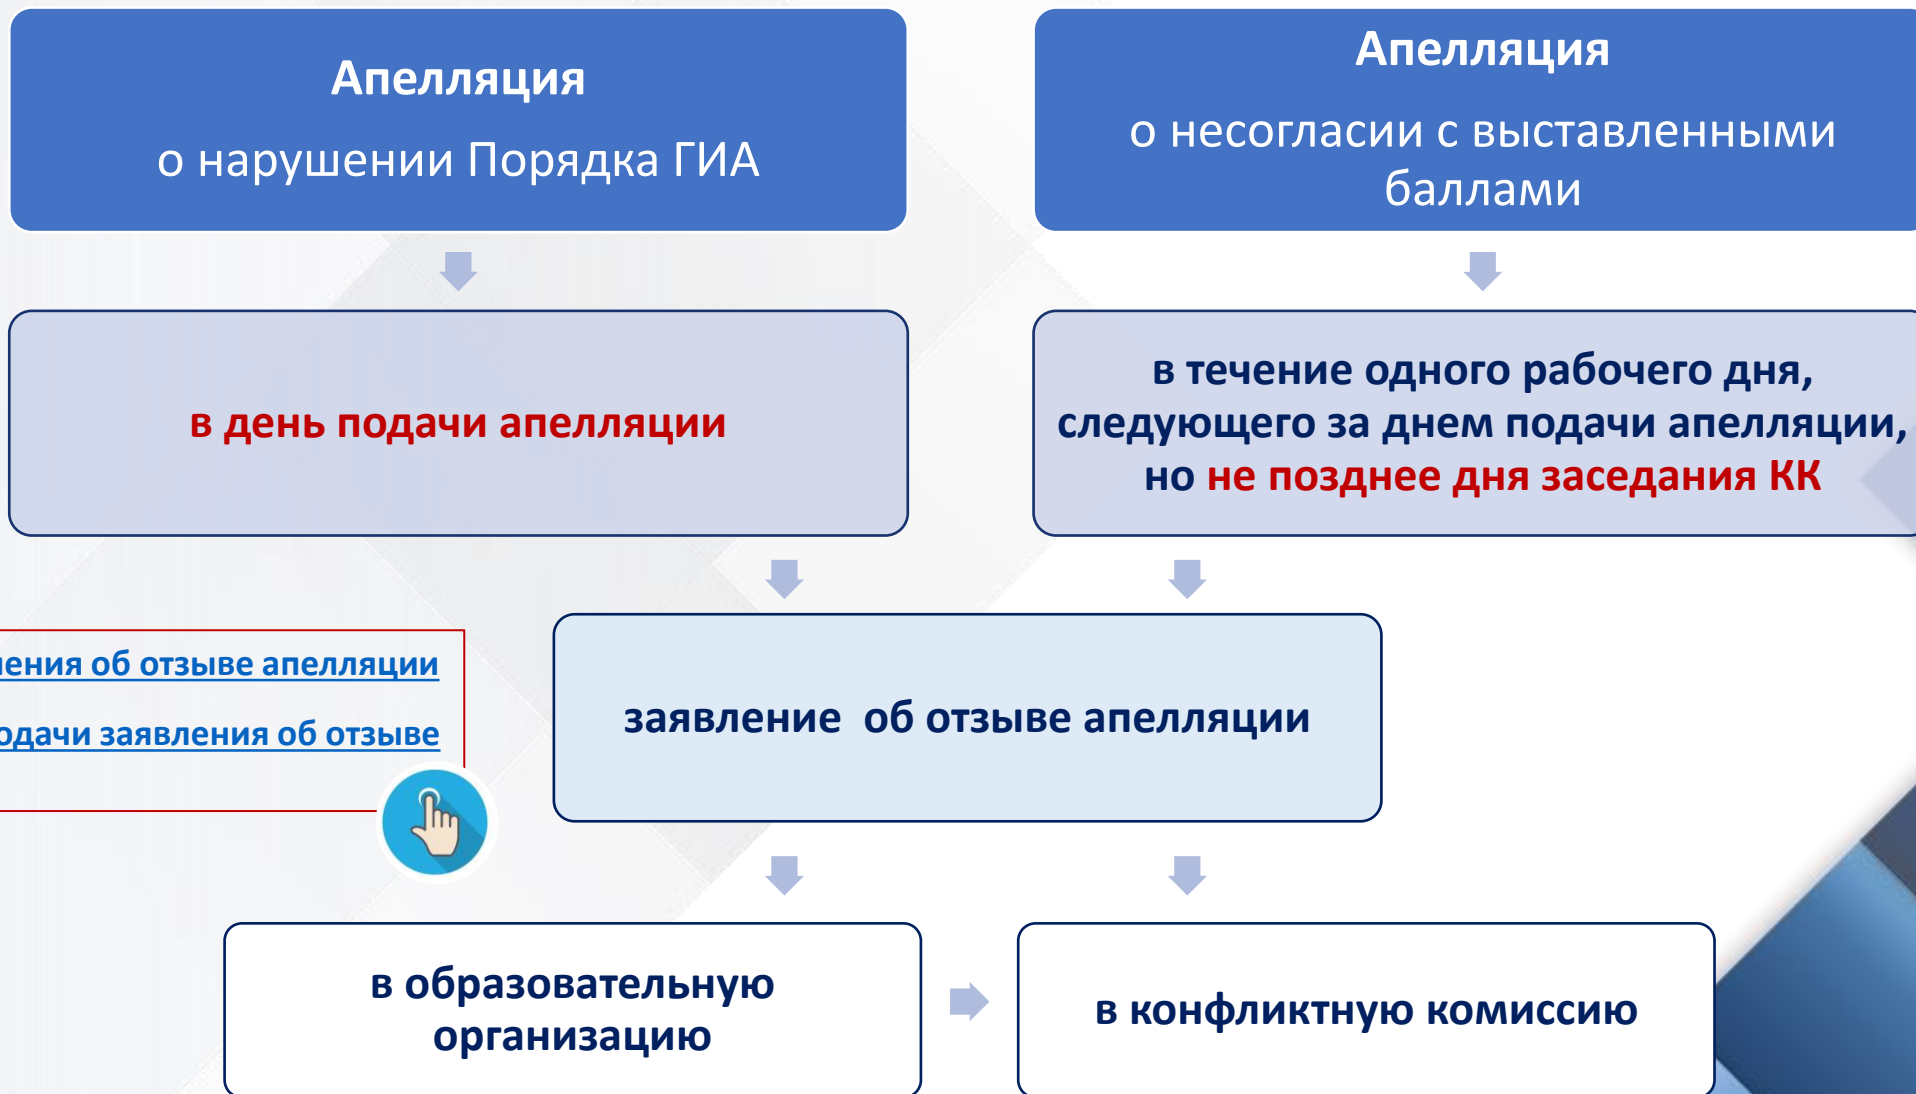 Апелляция
о нарушении Порядка ГИА
Апелляция
о несогласии с выставленными
баллами
в день подачи апелляции
в течение одного рабочего дня,
следующего за днем подачи апелляции,
но не позднее дня заседания КК
об отзыве апелляции
заявления об отзыве
заявление об отзыве апелляции
в образовательную
организацию
в конфликтную комиссию